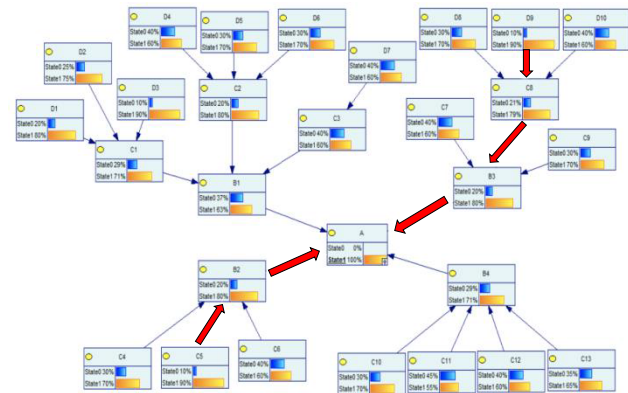 D4
State0 40%
State1 60%
D5
State0 30%
State1 70%
D6
State0 30%
State1 70%
D8
State0 30%
State1 70%
D9
State0 10%
State1 90%
D10
State0 40%
State1 60%
D2
State0 25%
State1 75%
D7
State0 40%
State1 60%
D3
State0 10%
State1 90%
C2
State0 20%
State1 80%
C8
State0 21%
State1 79%
D1
State0 20%
State1 80%
C3
State0 40%
State1 60%
C7
State0 40%
State1 60%
C1
State0 29%
State1 71%
C9
State0 30%
State1 70%
B1
State0 37%
State1 63%
B3
State0 20%
State1 80%
A
State0 0%
State1 100%
B2
State0 20%
State1 80%
B4
State0 29%
State1 71%
C4
State0 30%
State1 70%
C5
State0 10%
State1 90%
C6
State0 40%
State1 60%
C10
State0 30%
State1 70%
C11
State0 45%
State1 55%
C12
State0 40%
State1 60%
C13
State0 35%
State1 65%